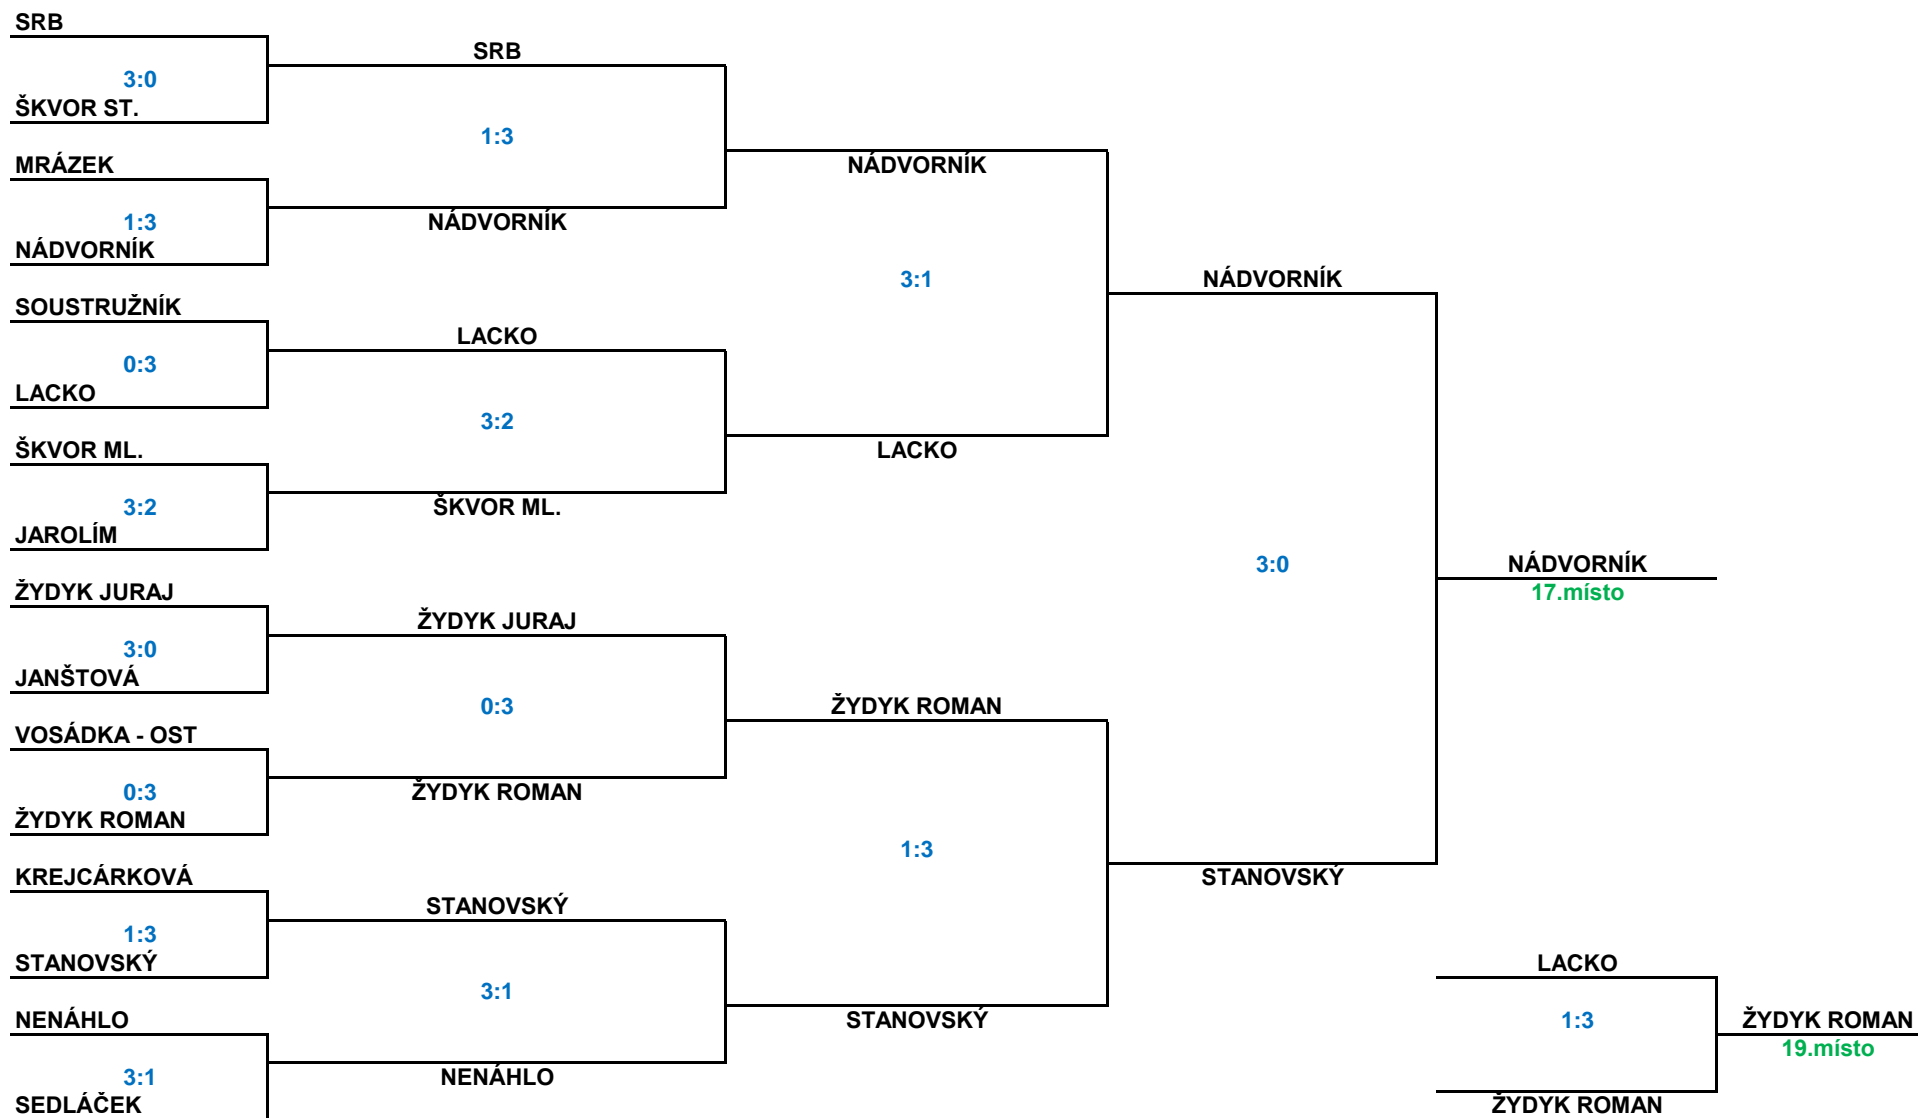 SRB
SRB
3:0
ŠKVOR ST.
1:3
MRÁZEK
NÁDVORNÍK
1:3
NÁDVORNÍK
NÁDVORNÍK
3:1
NÁDVORNÍK
SOUSTRUŽNÍK
LACKO
0:3
LACKO
3:2
ŠKVOR ML.
LACKO
3:2
ŠKVOR ML.
JAROLÍM
3:0
NÁDVORNÍK
17.místo
ŽYDYK JURAJ
ŽYDYK JURAJ
3:0
JANŠTOVÁ
0:3
ŽYDYK ROMAN
VOSÁDKA - OST
0:3
ŽYDYK ROMAN
ŽYDYK ROMAN
1:3
KREJCÁRKOVÁ
STANOVSKÝ
STANOVSKÝ
1:3
STANOVSKÝ
LACKO
3:1
NENÁHLO
STANOVSKÝ
1:3
ŽYDYK ROMAN
19.místo
3:1
NENÁHLO
SEDLÁČEK
ŽYDYK ROMAN